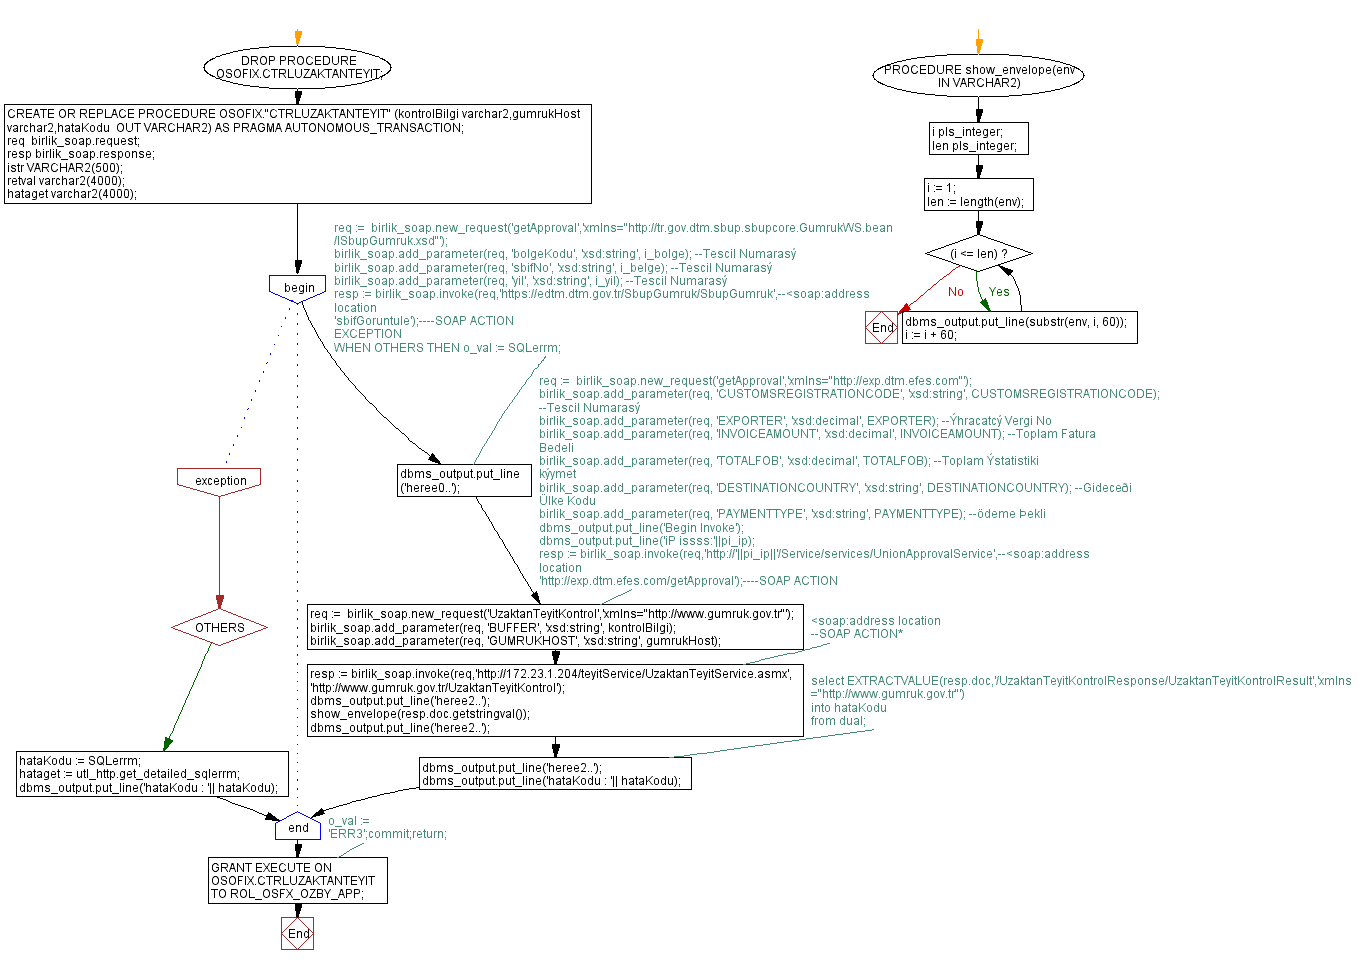 DROP PROCEDURE
OSOFIX.CTRLUZAKTANTEYIT;
CREATE OR REPLACE PROCEDURE OSOFIX."CTRLUZAKTANTEYIT" (kontrolBilgi varchar2,gumrukHost
varchar2,hataKodu  OUT VARCHAR2) AS PRAGMA AUTONOMOUS_TRANSACTION;
req  birlik_soap.request;
resp birlik_soap.response;
istr VARCHAR2(500);
retval varchar2(4000);
hataget varchar2(4000);
begin
req :=  birlik_soap.new_request('getApproval','xmlns="http://tr.gov.dtm.sbup.sbupcore.GumrukWS.bean
/ISbupGumruk.xsd"');
birlik_soap.add_parameter(req, 'bolgeKodu', 'xsd:string', i_bolge); --Tescil Numarasý
birlik_soap.add_parameter(req, 'sbifNo', 'xsd:string', i_belge); --Tescil Numarasý
birlik_soap.add_parameter(req, 'yil', 'xsd:string', i_yil); --Tescil Numarasý
resp := birlik_soap.invoke(req,'https://edtm.dtm.gov.tr/SbupGumruk/SbupGumruk',--<soap:address
location
'sbifGoruntule');----SOAP ACTION
EXCEPTION
WHEN OTHERS THEN o_val := SQLerrm;
exception
dbms_output.put_line
('heree0..');
req :=  birlik_soap.new_request('getApproval','xmlns="http://exp.dtm.efes.com"');
birlik_soap.add_parameter(req, 'CUSTOMSREGISTRATIONCODE', 'xsd:string', CUSTOMSREGISTRATIONCODE);
--Tescil Numarasý
birlik_soap.add_parameter(req, 'EXPORTER', 'xsd:decimal', EXPORTER); --Ýhracatcý Vergi No
birlik_soap.add_parameter(req, 'INVOICEAMOUNT', 'xsd:decimal', INVOICEAMOUNT); --Toplam Fatura
Bedeli
birlik_soap.add_parameter(req, 'TOTALFOB', 'xsd:decimal', TOTALFOB); --Toplam Ýstatistiki
kýymet
birlik_soap.add_parameter(req, 'DESTINATIONCOUNTRY', 'xsd:string', DESTINATIONCOUNTRY); --Gideceði
Ülke Kodu
birlik_soap.add_parameter(req, 'PAYMENTTYPE', 'xsd:string', PAYMENTTYPE); --ödeme Þekli
dbms_output.put_line('Begin Invoke');
dbms_output.put_line('iP issss:'||pi_ip);
resp := birlik_soap.invoke(req,'http://'||pi_ip||'/Service/services/UnionApprovalService',--<soap:address
location
'http://exp.dtm.efes.com/getApproval');----SOAP ACTION
OTHERS
req :=  birlik_soap.new_request('UzaktanTeyitKontrol','xmlns="http://www.gumruk.gov.tr"');
birlik_soap.add_parameter(req, 'BUFFER', 'xsd:string', kontrolBilgi);
birlik_soap.add_parameter(req, 'GUMRUKHOST', 'xsd:string', gumrukHost);
<soap:address location
--SOAP ACTION*
resp := birlik_soap.invoke(req,'http://172.23.1.204/teyitService/UzaktanTeyitService.asmx',
'http://www.gumruk.gov.tr/UzaktanTeyitKontrol');
dbms_output.put_line('heree2..');
show_envelope(resp.doc.getstringval());
dbms_output.put_line('heree2..');
select EXTRACTVALUE(resp.doc,'/UzaktanTeyitKontrolResponse/UzaktanTeyitKontrolResult','xmlns
="http://www.gumruk.gov.tr"')
into hataKodu
from dual;
hataKodu := SQLerrm;
hataget := utl_http.get_detailed_sqlerrm;
dbms_output.put_line('hataKodu : '|| hataKodu);
dbms_output.put_line('heree2..');
dbms_output.put_line('hataKodu : '|| hataKodu);
end
o_val :=
'ERR3';commit;return;
GRANT EXECUTE ON
OSOFIX.CTRLUZAKTANTEYIT
TO ROL_OSFX_OZBY_APP;
End
PROCEDURE show_envelope(env
IN VARCHAR2)
i pls_integer;
len pls_integer;
i := 1;
len := length(env);
(i <= len) ?
No
Yes
End
dbms_output.put_line(substr(env, i, 60));
i := i + 60;